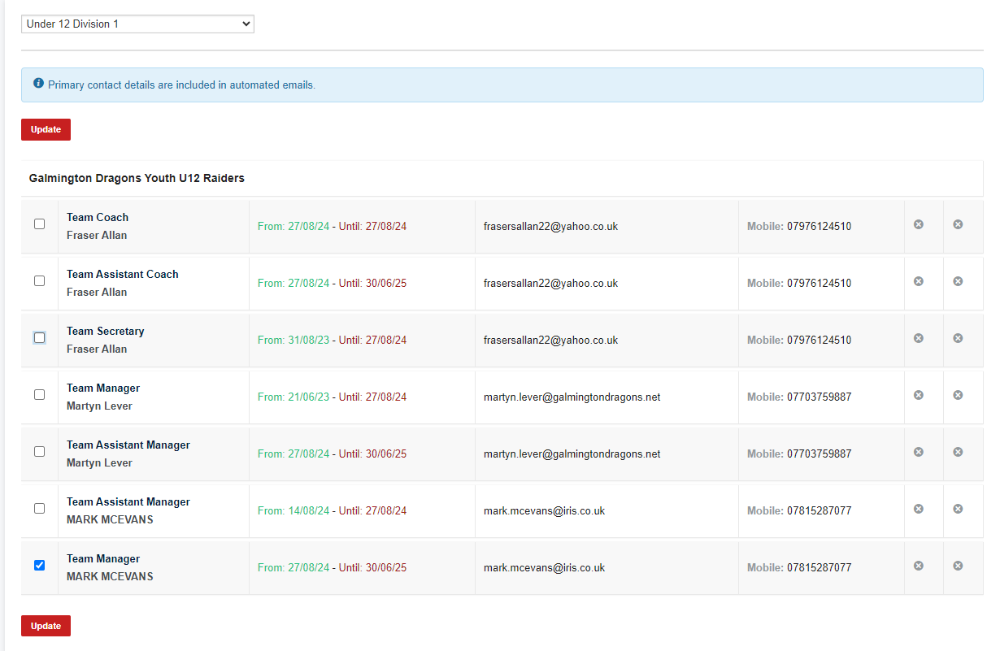 Under 12 Division 1
Primary contact details are included in automated emails.
Update
Galmington Dragons Youth U12 Raiders
Team Coach
Fraser Allan
From: 27/08/24 - Until: 27/08/24
frasersallan22@yahoo.co.uk
Mobile: 07976124510
Team Assistant Coach
Fraser Allan
From: 27/08/24 - Until: 30/06/25
frasersallan22@yahoo.co.uk
Mobile: 07976124510
Team Secretary
Fraser Allan
From: 31/08/23 - Until: 27/08/24
frasersallan22@yahoo.co.uk
Mobile: 07976124510
Team Manager
Martyn Lever
From: 21/06/23 - Until: 27/08/24
martyn.lever@galmingtondragons.net
Mobile: 07703759887
Team Assistant Manager
Martyn Lever
From: 27/08/24 - Until: 30/06/25
martyn.lever@galmingtondragons.net
Mobile: 07703759887
Team Assistant Manager
MARK MCEVANS
From: 14/08/24 - Until: 27/08/24
mark.mcevans@iris.co.uk
Mobile: 07815287077
Team Manager
MARK MCEVANS
From: 27/08/24 - Until: 30/06/25
mark.mcevans@iris.co.uk
Mobile: 07815287077
Update